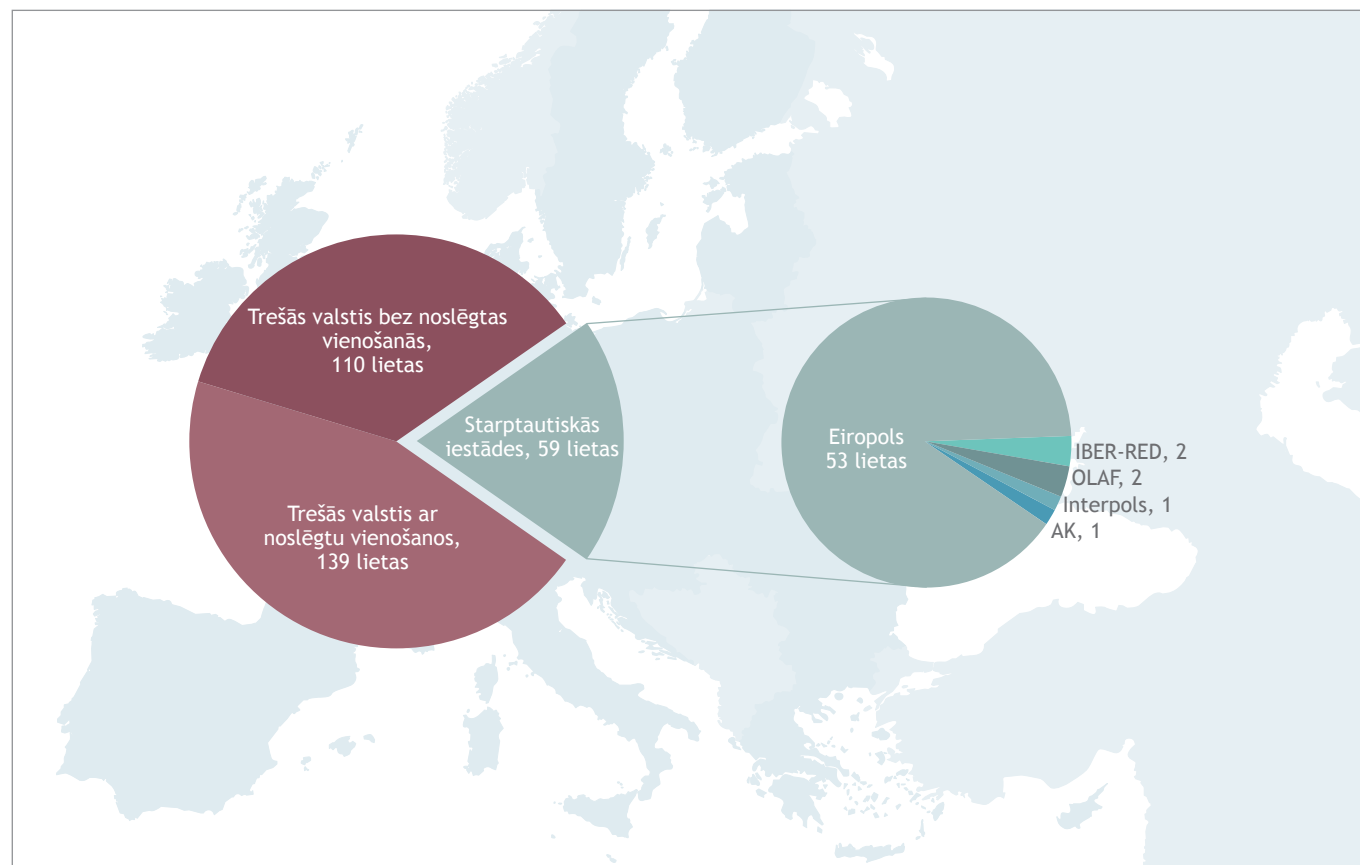 Trešās valstis bez noslēgtas
vienošanās,
110 lietas
Starptautiskās
iestādes, 59 lietas
Trešās valstis ar
noslēgtu vienošanos,
139 lietas
Eiropols
53 lietas
IBER-RED, 2
OLAF, 2
Interpols, 1
AK, 1